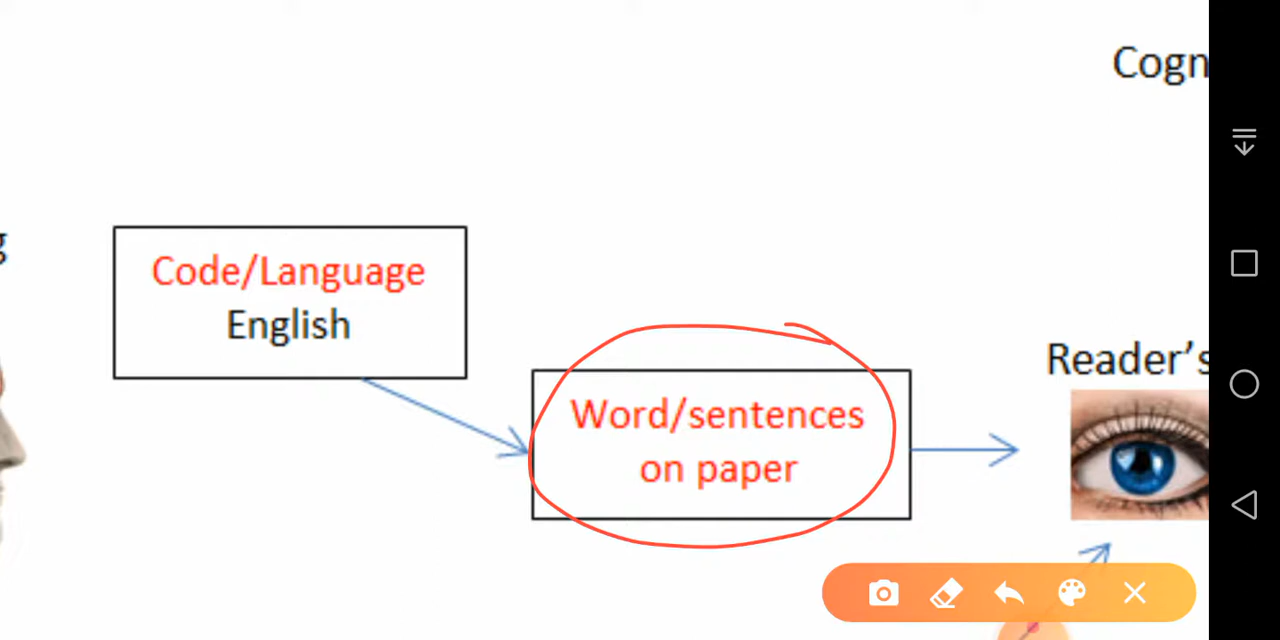 Cogn
g
Code/Language
English
Word/sentences
on paper
Reader's